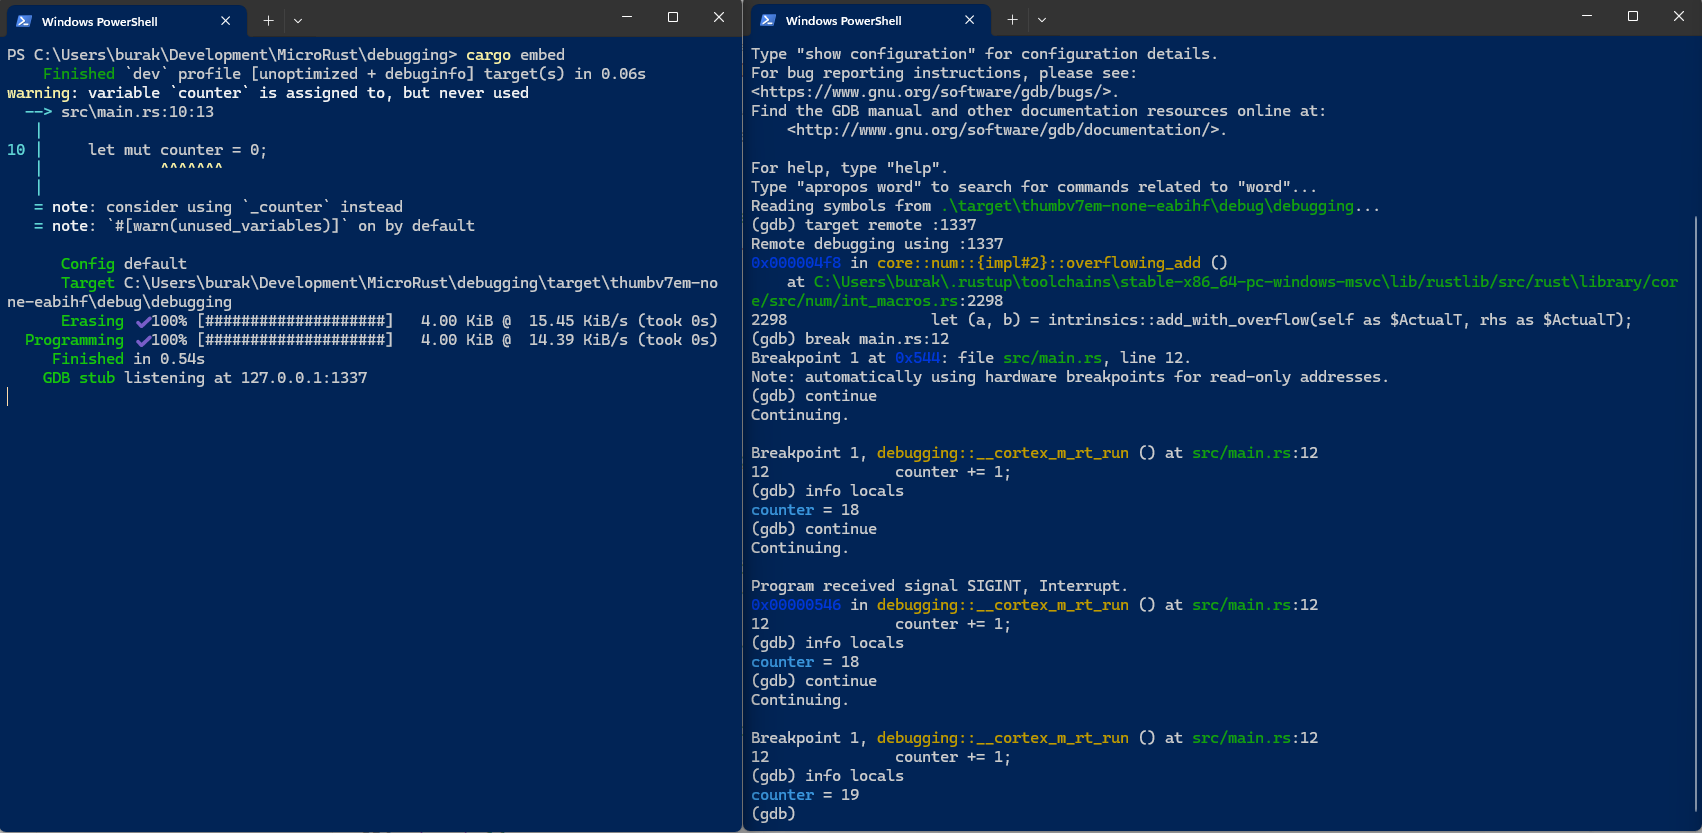 Windows PowerShell
PS C:\Users\burak\Development\MicroRust\debugging> cargo embed
Finished `dev` profile [unoptimized + debuginfo] target(s) in 0.06s
warning: variable `counter` is assigned to, but never used
--> src\main.rs:10:13
|
10 |     let mut counter = 0;
|             ^^^^^^^
|
= note: consider using `_counter` instead
= note: `#[warn(unused_variables)]` on by default
Config default
Target C:\Users\burak\Development\MicroRust\debugging\target\thumbv7em-no
ne-eabihf\debug\debugging
Erasing ✔100% [####################]   4.00 KiB @  15.45 KiB/s (took 0s)
Programming ✔100% [####################]   4.00 KiB @  14.39 KiB/s (took 0s)
Finished in 0.54s
GDB stub listening at 127.0.0.1:1337
Windows PowerShell
Type "show configuration" for configuration details.
For bug reporting instructions, please see:
<https://www.gnu.org/software/gdb/bugs/>.
Find the GDB manual and other documentation resources online at:
<http://www.gnu.org/software/gdb/documentation/>.
For help, type "help".
Type "apropos word" to search for commands related to "word"...
Reading symbols from .\target\thumbv7em-none-eabihf\debug\debugging...
(gdb) target remote :1337
Remote debugging using :1337
0x000004f8 in core::num::{impl#2}::overflowing_add ()
at C:\Users\burak\.rustup\toolchains\stable-x86_64-pc-windows-msvc\lib/rustlib/src/rust\library/cor
e/src/num/int_macros.rs:2298
2298                let (a, b) = intrinsics::add_with_overflow(self as $ActualT, rhs as $ActualT);
(gdb) break main.rs:12
Breakpoint 1 at 0x544: file src/main.rs, line 12.
Note: automatically using hardware breakpoints for read-only addresses.
(gdb) continue
Continuing.
Breakpoint 1, debugging::__cortex_m_rt_run () at src/main.rs:12
12              counter += 1;
(gdb) info locals
counter = 18
(gdb) continue
Continuing.
Program received signal SIGINT, Interrupt.
0x00000546 in debugging::__cortex_m_rt_run () at src/main.rs:12
12              counter += 1;
(gdb) info locals
counter = 18
(gdb) continue
Continuing.
Breakpoint 1, debugging::__cortex_m_rt_run () at src/main.rs:12
12              counter += 1;
(gdb) info locals
counter = 19
(gdb)